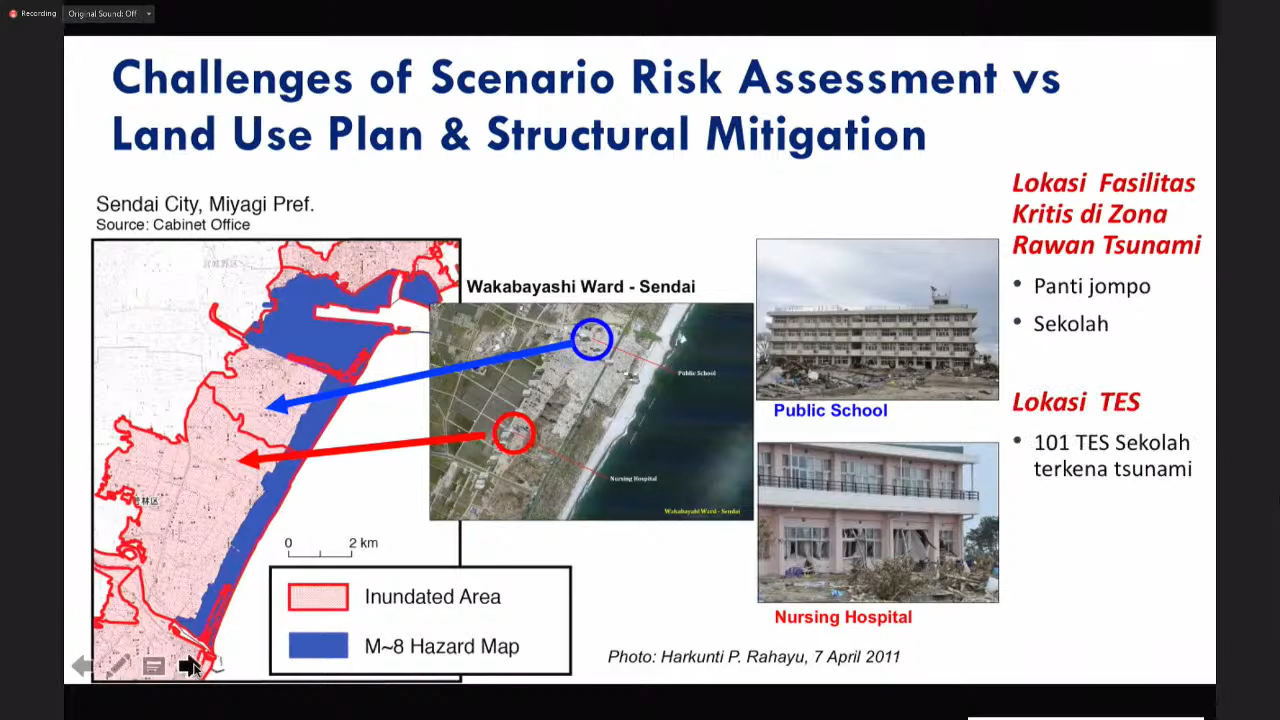 Recording
Original Sound: Off
Challenges of Scenario Risk Assessment vs
Land Use Plan & Structural Mitigation
Sendai City, Miyagi Pref.
Source: Cabinet Office
Wakabayashi Ward - Sendai
Public School
Nursing Hospital
Wakabayashi Ward - Sendai
0 2 km
Inundated Area
M~8 Hazard Map
Public School
Nursing Hospital
Photo: Harkunti P. Rahayu, 7 April 2011
Lokasi Fasilitas
Kritis di Zona
Rawan Tsunami
• Panti jompo
• Sekolah
Lokasi TES
• 101 TES Sekolah
terkena tsunami